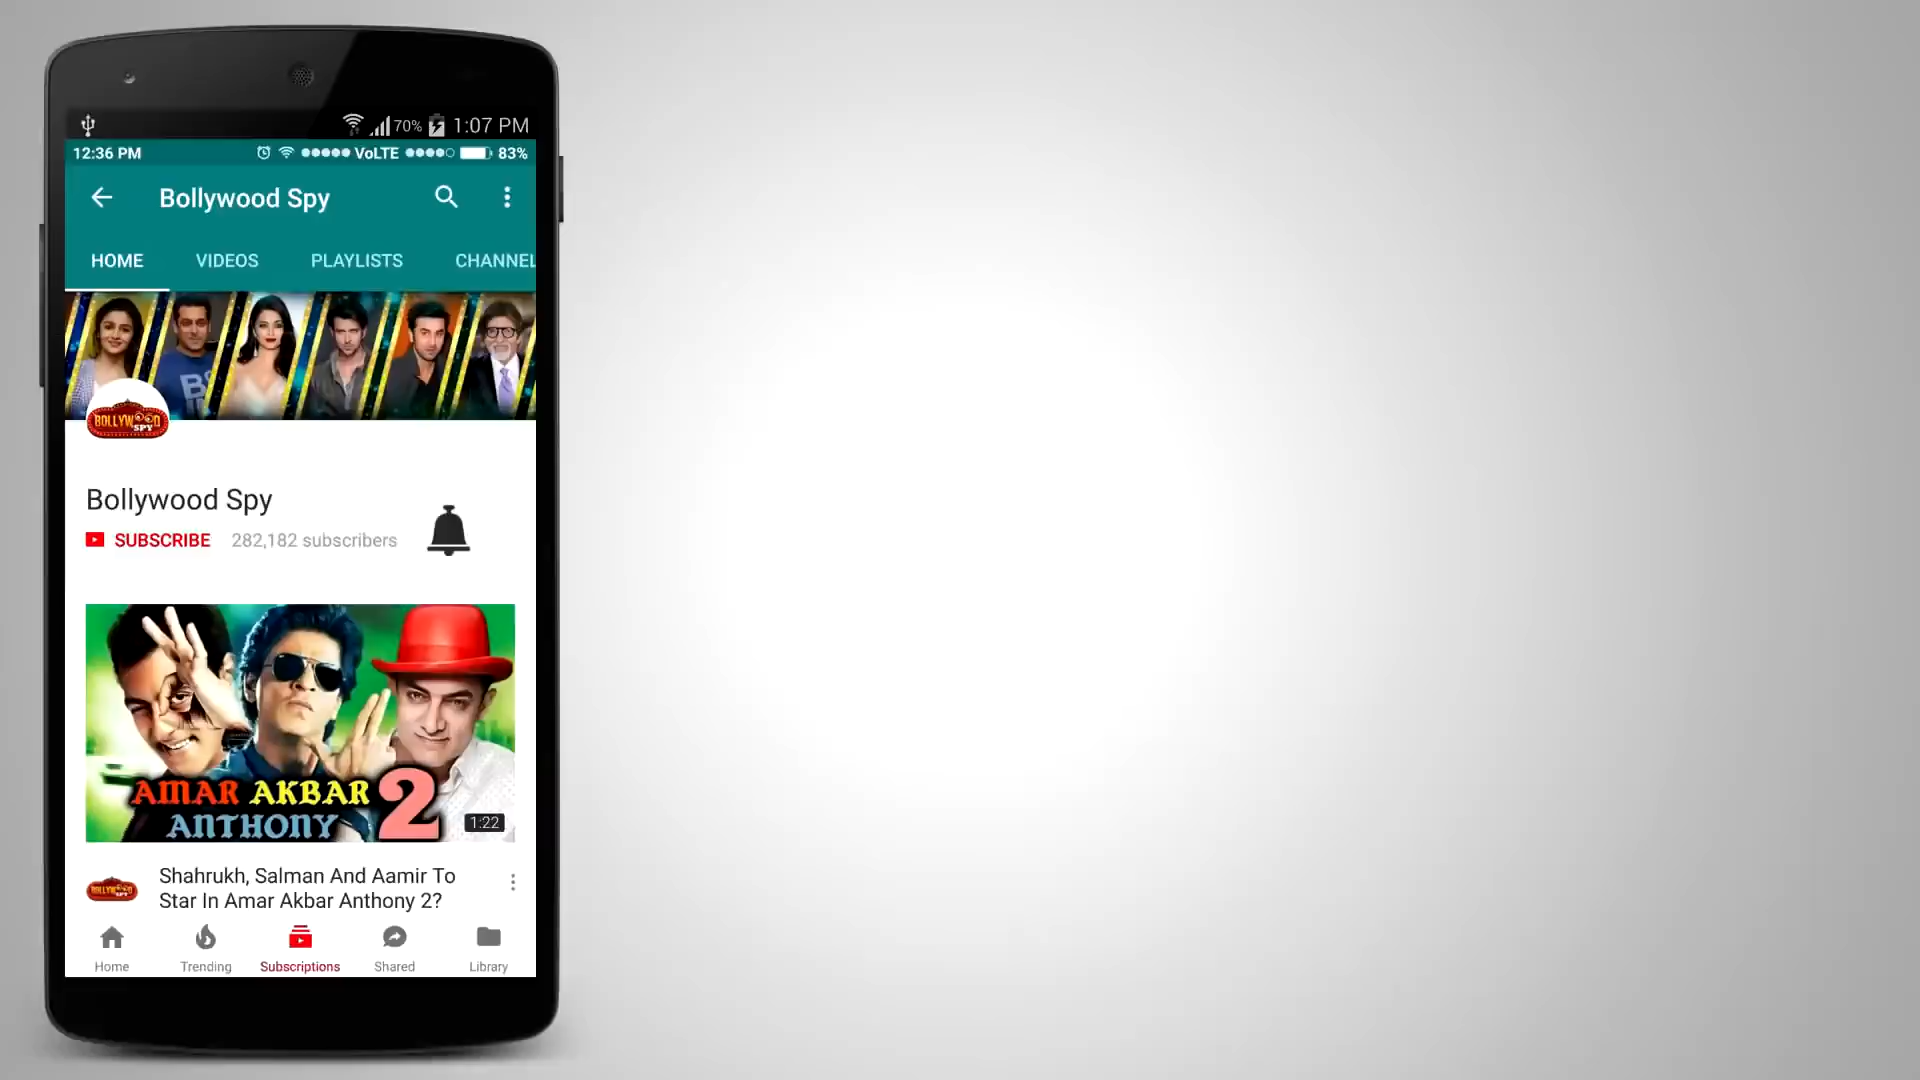 70% 1:07 PM
12:36 PM VoLTE 83%
Bollywood Spy
HOME VIDEOS PLAYLISTS CHANNEL
BOLLYWOOD
SPY
Bollywood Spy
SUBSCRIBE 282,182 subscribers
AMAR AKBAR
ANTHONY 2
1:22
Shahrukh, Salman And Aamir To
Star In Amar Akbar Anthony 2?
BOLLYWOOD
SPY
Home Trending Subscriptions Shared Library